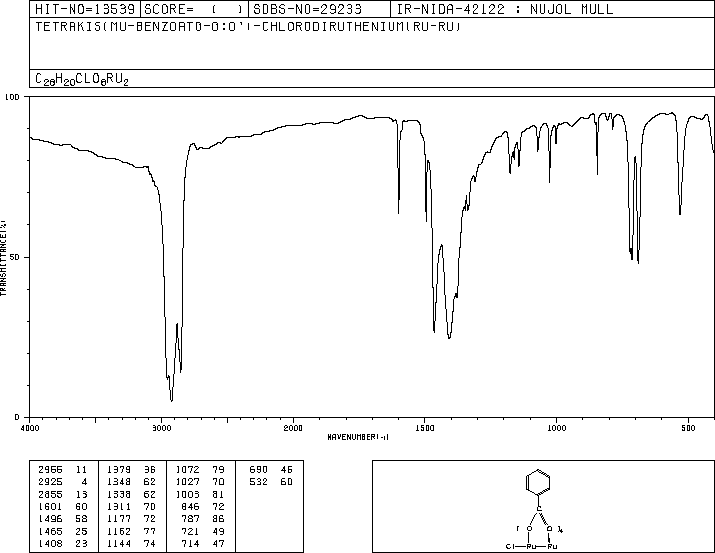 HIT-NO=13539 SCORE= ( ) SDBS-NO=29233 IR-NIDA-42122 : NUJOL MULL
TETRAKIS(MU-BENZOATO-O:O')-CHLORODIRUTHENIUM(RU-RU)
C28H20CLO8RU2
100
50
0
TRANSMITTANCE(%)
4000 3000 2000 1500 1000 500
WAVENUMBER(-1)
2966 11 1379 36 1072 79 690 46
2925 4 1348 62 1027 70 532 60
2855 13 1338 62 1003 81
1601 60 1311 70 846 72
1496 58 1177 72 787 86
1465 25 1162 77 721 49
1408 23 1144 74 714 47
C
( O O )4
Cl Ru Ru